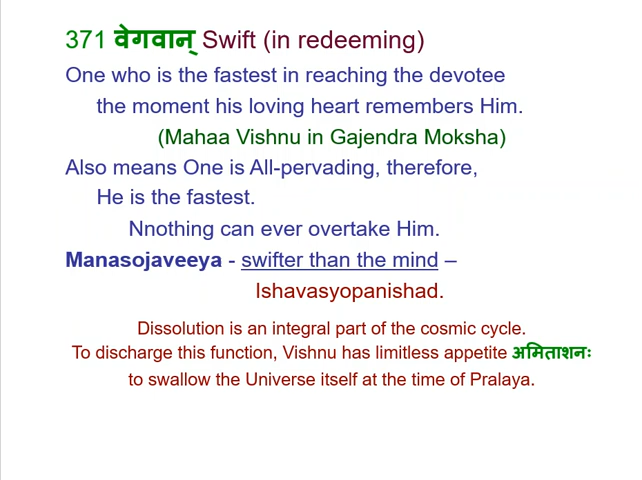 371 वेगवान् Swift (in redeeming)
One who is the fastest in reaching the devotee
the moment his loving heart remembers Him.
(Mahaa Vishnu in Gajendra Moksha)
Also means One is All-pervading, therefore,
He is the fastest.
Nnothing can ever overtake Him.
Manasojaveeya - swifter than the mind –
Ishavasyopanishad.
Dissolution is an integral part of the cosmic cycle.
To discharge this function, Vishnu has limitless appetite अमिताशनः
to swallow the Universe itself at the time of Pralaya.